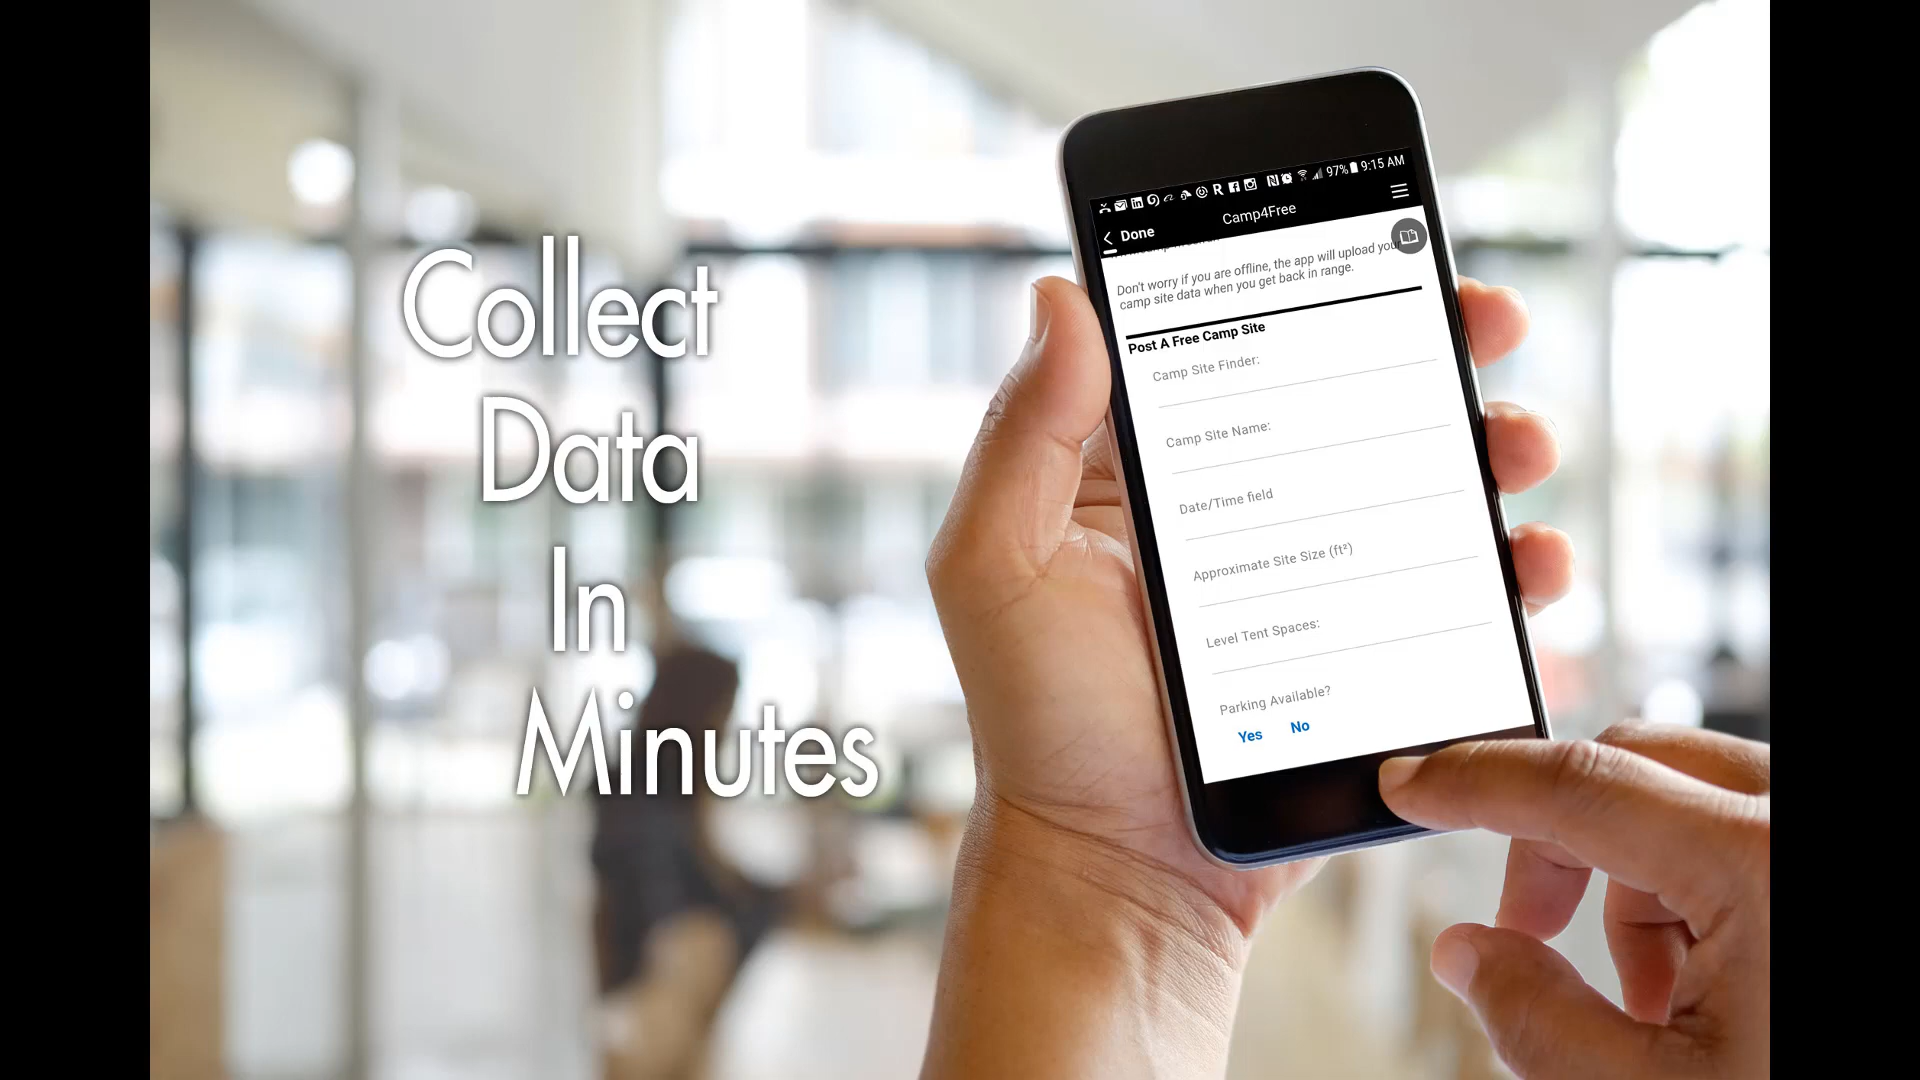 Collect
Data
In
Minutes
97% 9:15 AM
Camp4Free
Done
Don't worry if you are offline, the app will upload your
camp site data when you get back in range.
Post A Free Camp Site
Camp Site Finder:
Camp Site Name:
Date/Time field
Approximate Site Size (ft²)
Level Tent Spaces:
Parking Available?
Yes No